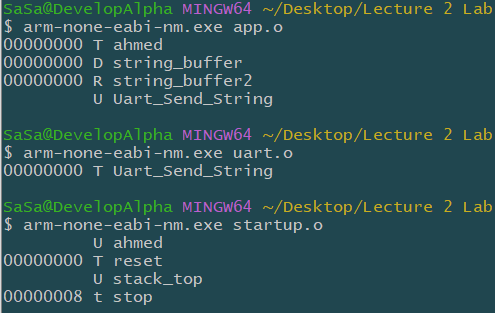 SaSa@DevelopAlpha MINGW64 ~/Desktop/Lecture 2 Lab
$ arm-none-eabi-nm.exe app.o
00000000 T ahmed
00000000 D string_buffer
00000000 R string_buffer2
         U Uart_Send_String
SaSa@DevelopAlpha MINGW64 ~/Desktop/Lecture 2 Lab
$ arm-none-eabi-nm.exe uart.o
00000000 T Uart_Send_String
SaSa@DevelopAlpha MINGW64 ~/Desktop/Lecture 2 Lab
$ arm-none-eabi-nm.exe startup.o
         U ahmed
00000000 T reset
         U stack_top
00000008 t stop